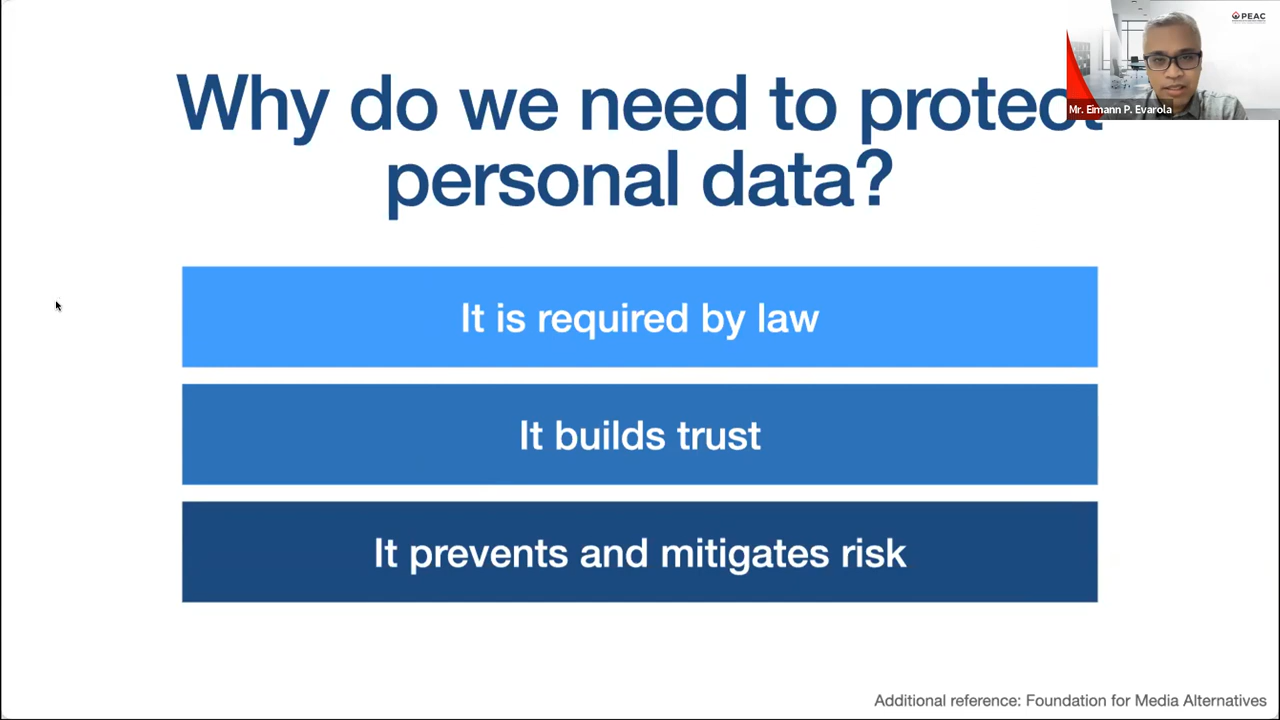 PEAC
Why do we need to protect
personal data?
Mr. Eimann P. Evarola
It is required by law
It builds trust
It prevents and mitigates risk
Additional reference: Foundation for Media Alternatives